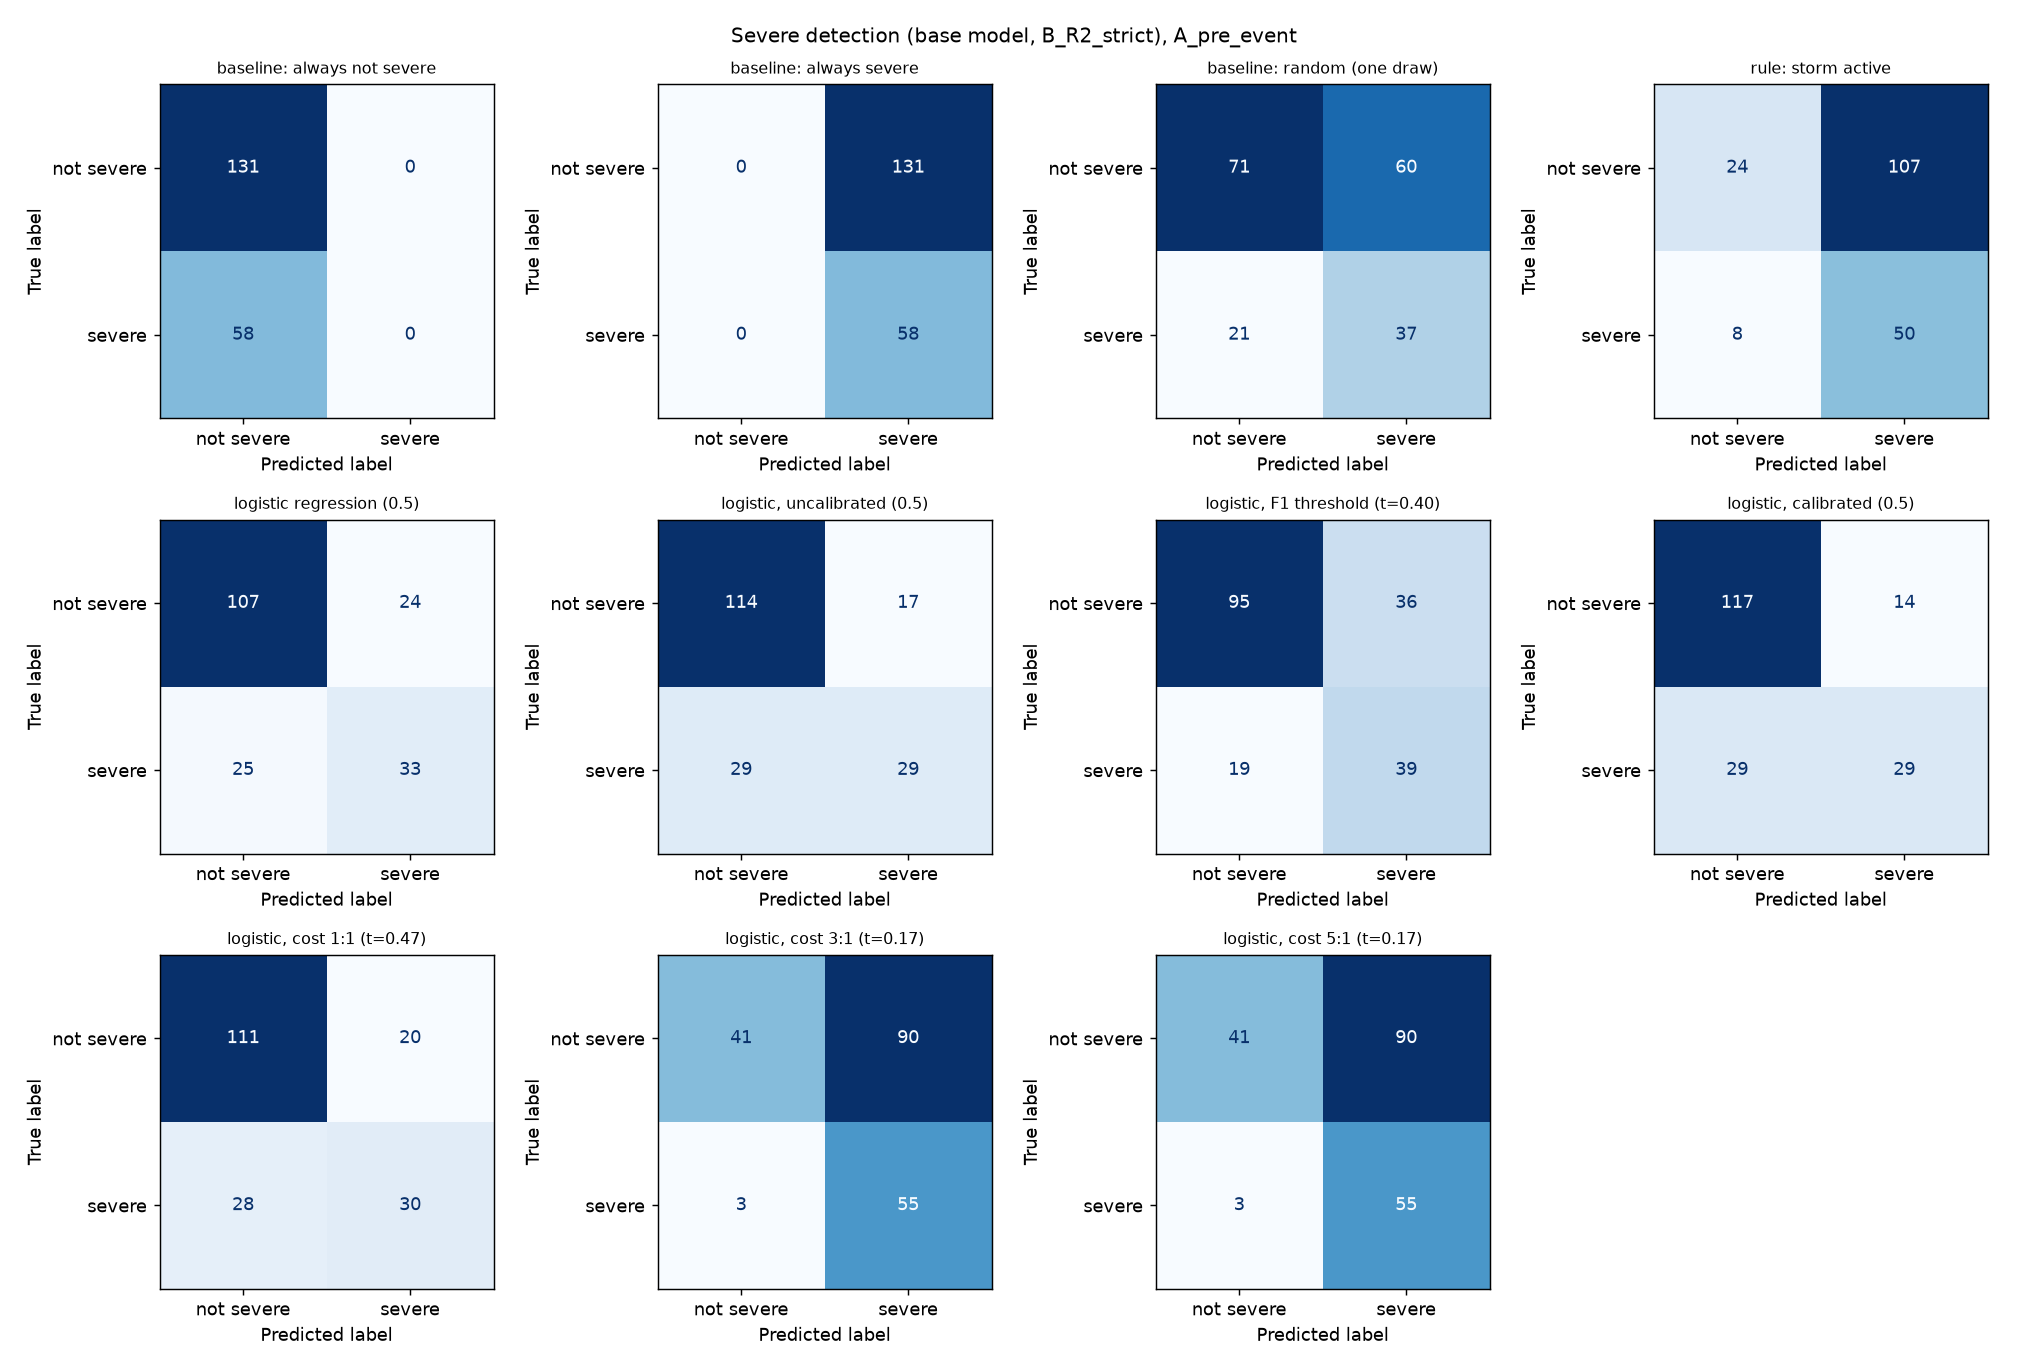 Severe detection (base model, B_R2_strict), A_pre_event
baseline: always not severe
True label
not severe
severe
131 0
58 0
not severe severe
Predicted label
baseline: always severe
True label
not severe
severe
0 131
0 58
not severe severe
Predicted label
baseline: random (one draw)
True label
not severe
severe
71 60
21 37
not severe severe
Predicted label
rule: storm active
True label
not severe
severe
24 107
8 50
not severe severe
Predicted label
logistic regression (0.5)
True label
not severe
severe
107 24
25 33
not severe severe
Predicted label
logistic, uncalibrated (0.5)
True label
not severe
severe
114 17
29 29
not severe severe
Predicted label
logistic, F1 threshold (t=0.40)
True label
not severe
severe
95 36
19 39
not severe severe
Predicted label
logistic, calibrated (0.5)
True label
not severe
severe
117 14
29 29
not severe severe
Predicted label
logistic, cost 1:1 (t=0.47)
True label
not severe
severe
111 20
28 30
not severe severe
Predicted label
logistic, cost 3:1 (t=0.17)
True label
not severe
severe
41 90
3 55
not severe severe
Predicted label
logistic, cost 5:1 (t=0.17)
True label
not severe
severe
41 90
3 55
not severe severe
Predicted label